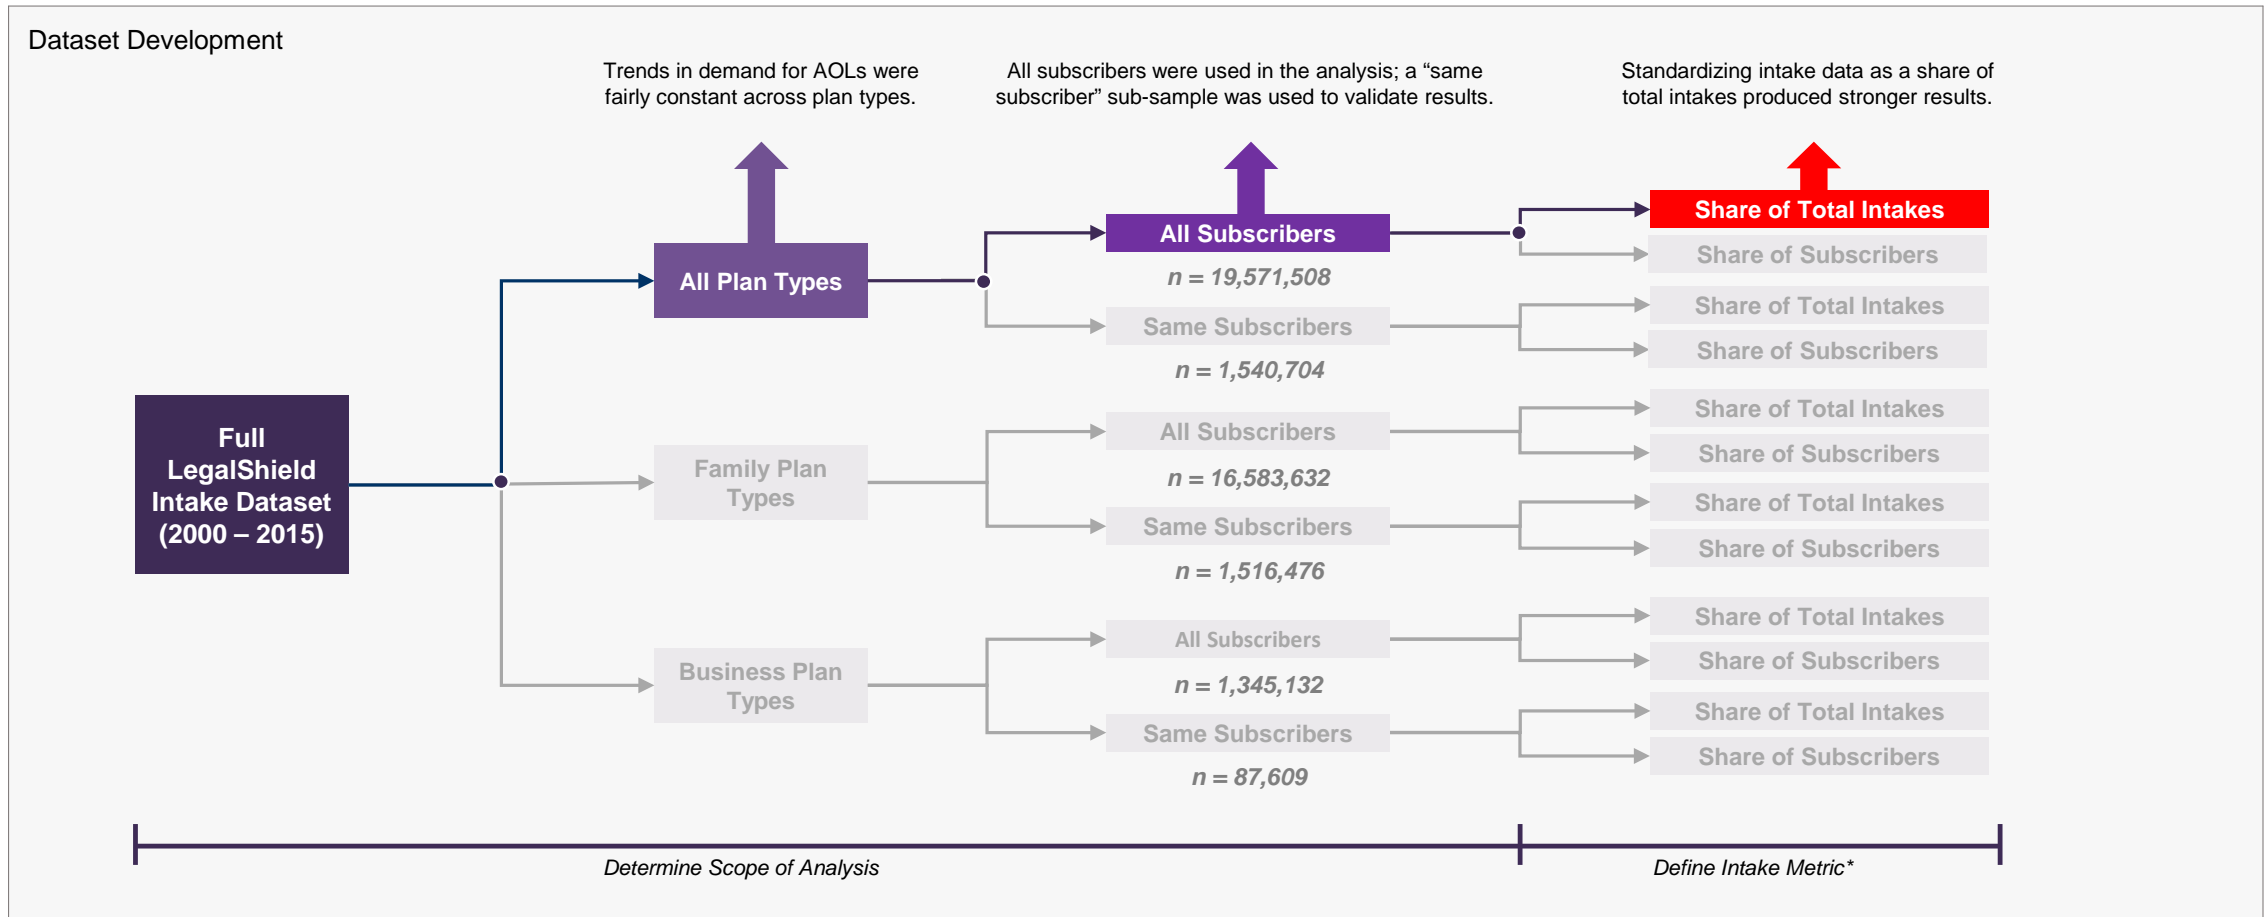 Dataset Development
Trends in demand for AOLs were
fairly constant across plan types.
All subscribers were used in the analysis; a “same
subscriber” sub-sample was used to validate results.
Standardizing intake data as a share of
total intakes produced stronger results.
Full
LegalShield
Intake Dataset
(2000 – 2015)
All Plan Types
Family Plan
Types
Business Plan
Types
All Subscribers
n = 19,571,508
Same Subscribers
n = 1,540,704
All Subscribers
n = 16,583,632
Same Subscribers
n = 1,516,476
All Subscribers
n = 1,345,132
Same Subscribers
n = 87,609
Share of Total Intakes
Share of Subscribers
Share of Total Intakes
Share of Subscribers
Share of Total Intakes
Share of Subscribers
Share of Total Intakes
Share of Subscribers
Share of Total Intakes
Share of Subscribers
Share of Total Intakes
Share of Subscribers
Determine Scope of Analysis
Define Intake Metric*